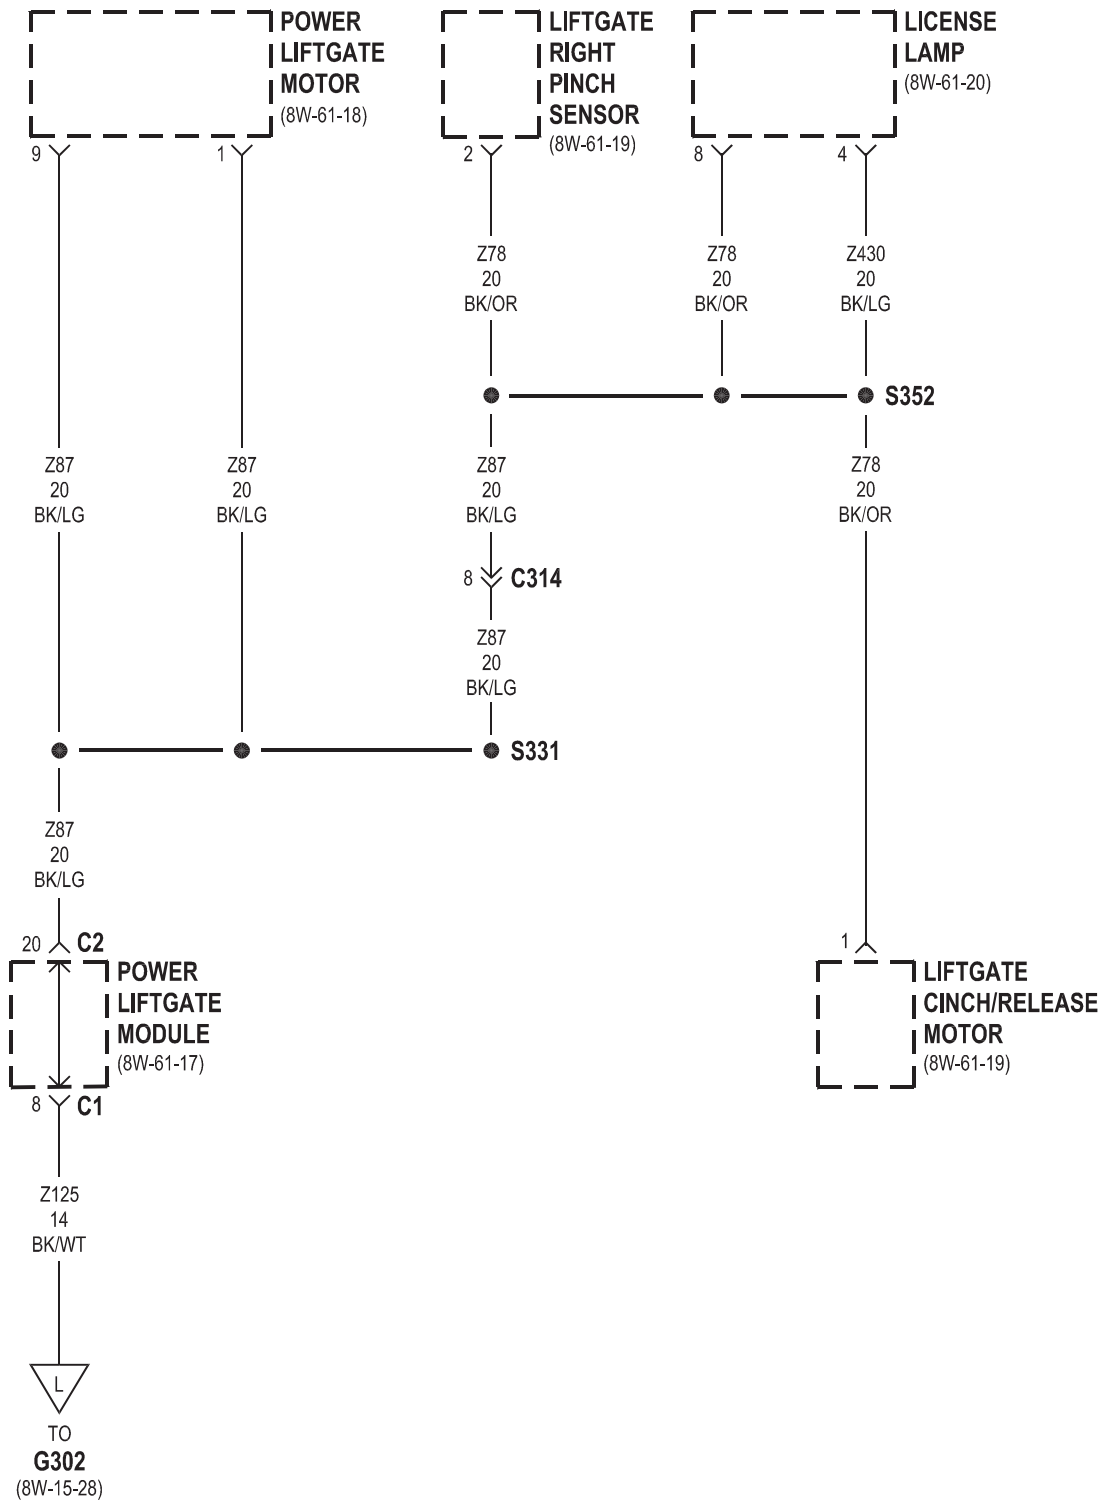 POWER
LIFTGATE
MOTOR
(8W-61-18)
LIFTGATE
RIGHT
PINCH
SENSOR
(8W-61-19)
LICENSE
LAMP
(8W-61-20)
9
1
2
8
4
Z78
20
BK/OR
Z78
20
BK/OR
Z430
20
BK/LG
S352
Z87
20
BK/LG
Z87
20
BK/LG
Z87
20
BK/LG
Z78
20
BK/OR
8
C314
Z87
20
BK/LG
S331
Z87
20
BK/LG
20
C2
POWER
LIFTGATE
MODULE
(8W-61-17)
1
LIFTGATE
CINCH/RELEASE
MOTOR
(8W-61-19)
8
C1
Z125
14
BK/WT
L
TO
G302
(8W-15-28)